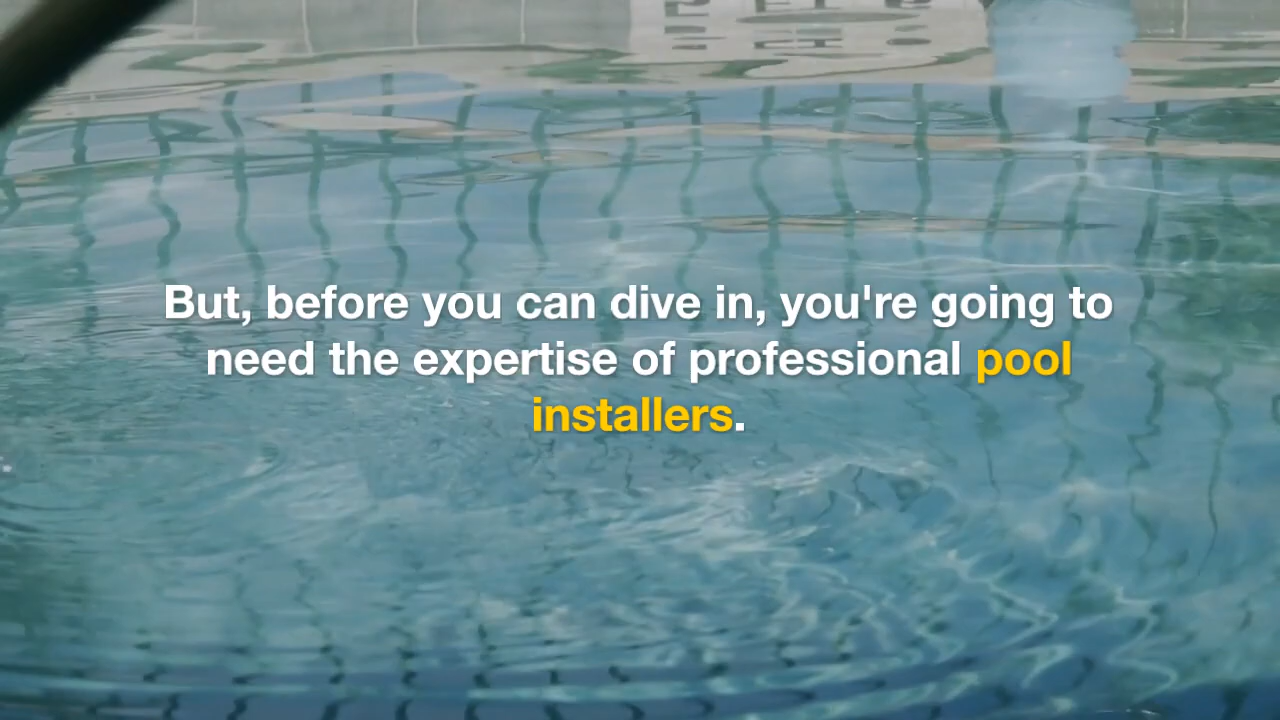 But, before you can dive in, you're going to
need the expertise of professional pool
installers.